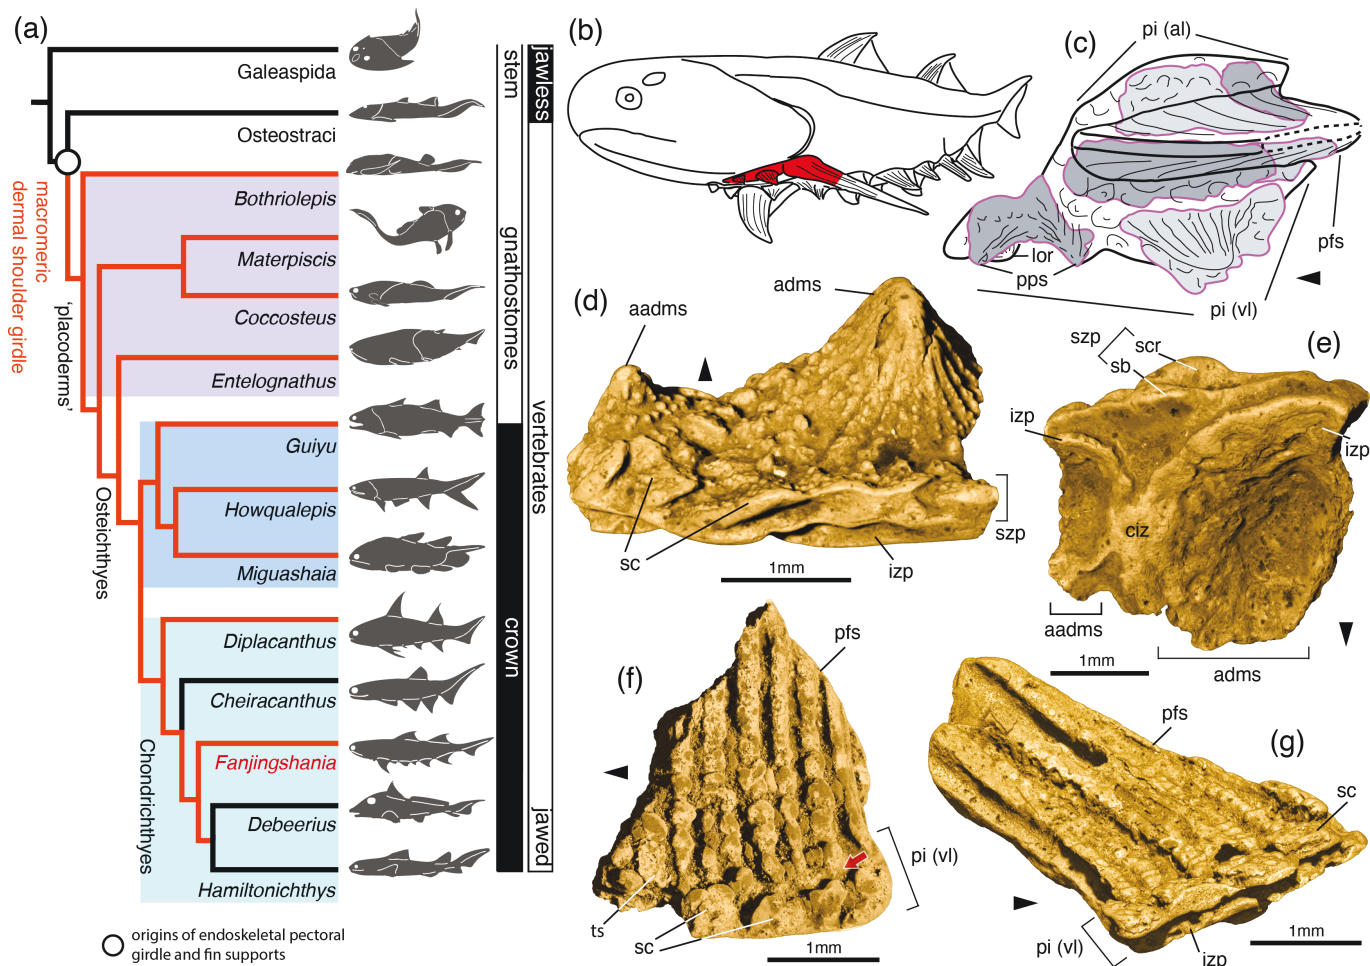 (a)
Galeaspida
Osteostraci
Bothriolepis
Materpiscis
Coccosteus
Entelognathus
Guiyu
Howqualepis
Miguashaia
Diplacanthus
Cheiracanthus
Fanjingshania
Debeerius
Hamiltonichthys
macromeric
dermal shoulder girdle
‘placoderms’
Osteichthyes
Chondrichthyes
origins of endoskeletal pectoral
girdle and fin supports
stem
gnathostomes
crown
jawless
vertebrates
jawed
(b)
(c)
pi (al)
lor
pps
pfs
pi (vl)
(d)
aadms
adms
szp
sc
izp
1mm
(e)
szp
scr
sb
izp
izp
ciz
aadms
adms
1mm
(f)
pfs
pi (vl)
ts
sc
1mm
(g)
pfs
sc
pi (vl)
izp
1mm